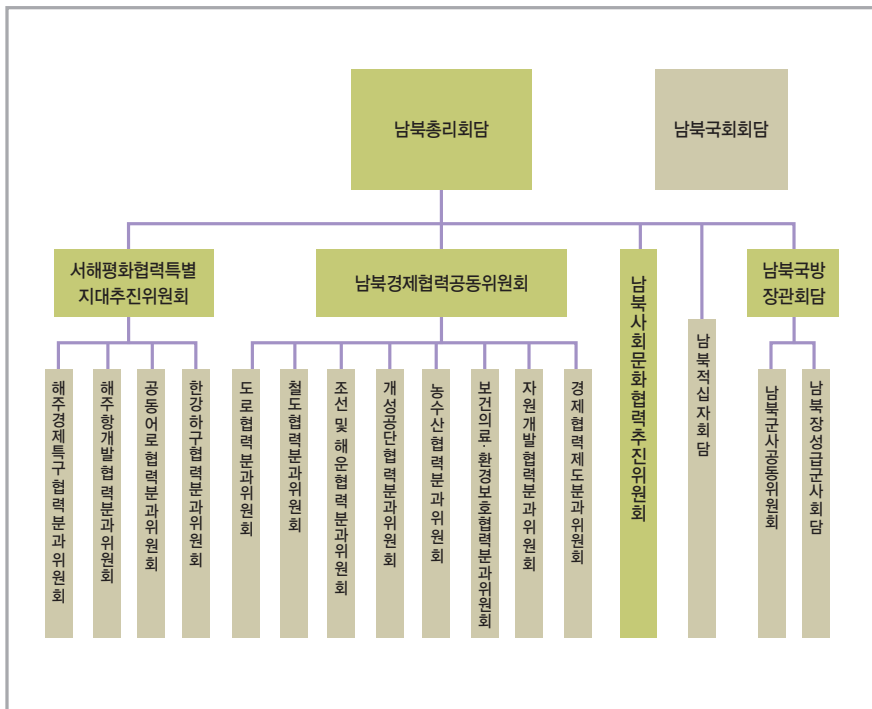 남북총리회담
남북국회회담
서해평화협력특별
지대추진위원회
남북경제협력공동위원회
남북사회문화협력추진위원회
남북적십자회담
남북국방
장관회담
해주경제특구협력분과위원회
해주항개발협력분과위원회
공동어로협력분과위원회
한강하구협력분과위원회
도로협력분과위원회
철도협력분과위원회
조선 및 해운협력분과위원회
개성공단협력분과위원회
농수산협력분과위원회
보건의료·환경보호협력분과위원회
자원개발협력분과위원회
경제협력제도분과위원회
남북군사공동위원회
남북장성급군사회담